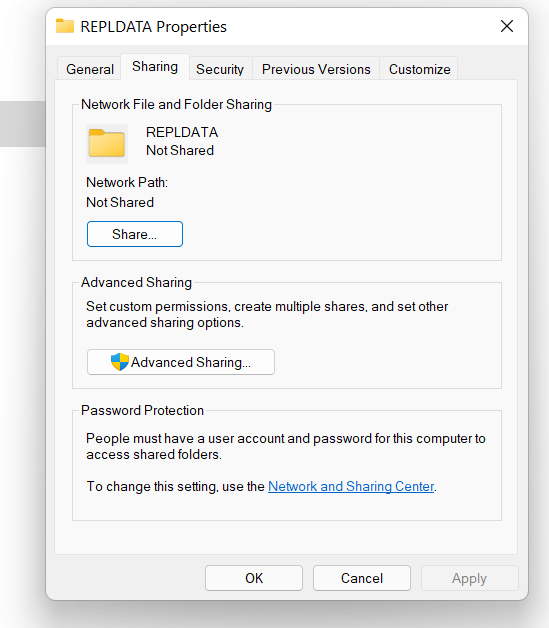 REPLDATA Properties
General
Sharing
Security
Previous Versions
Customize
Network File and Folder Sharing
REPLDATA
Not Shared
Network Path:
Not Shared
Share...
Advanced Sharing
Set custom permissions, create multiple shares, and set other
advanced sharing options.
Advanced Sharing...
Password Protection
People must have a user account and password for this computer to
access shared folders.
To change this setting, use the Network and Sharing Center.
OK
Cancel
Apply